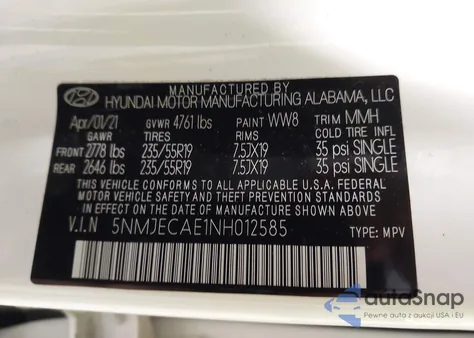 MANUFACTURED BY
HYUNDAI MOTOR MANUFACTURING ALABAMA, LLC
Apr/01/21 GVWR 4761 lbs PAINT WW8 TRIM MMH
GAWR TIRES RIMS COLD TIRE INFL.
FRONT 2778 lbs 235/55R19 7.5JX19 35 psi SINGLE
REAR 2646 lbs 235/55R19 7.5JX19 35 psi SINGLE
THIS VEHICLE CONFORMS TO ALL APPLICABLE U.S.A. FEDERAL
MOTOR VEHICLE SAFETY AND THEFT PREVENTION STANDARDS IN
EFFECT ON THE DATE OF MANUFACTURE SHOWN ABOVE.
V.I.N 5NMJECAE1NH012585 TYPE: MPV
autoSnap
Pewne auta z aukcji USA i EU